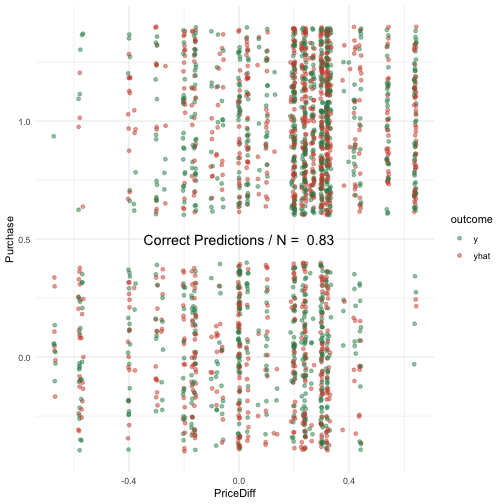 1.0
0.5
0.0
Purchase
Correct Predictions / N =  0.83
outcome
y
yhat
-0.4
0.0
0.4
PriceDiff